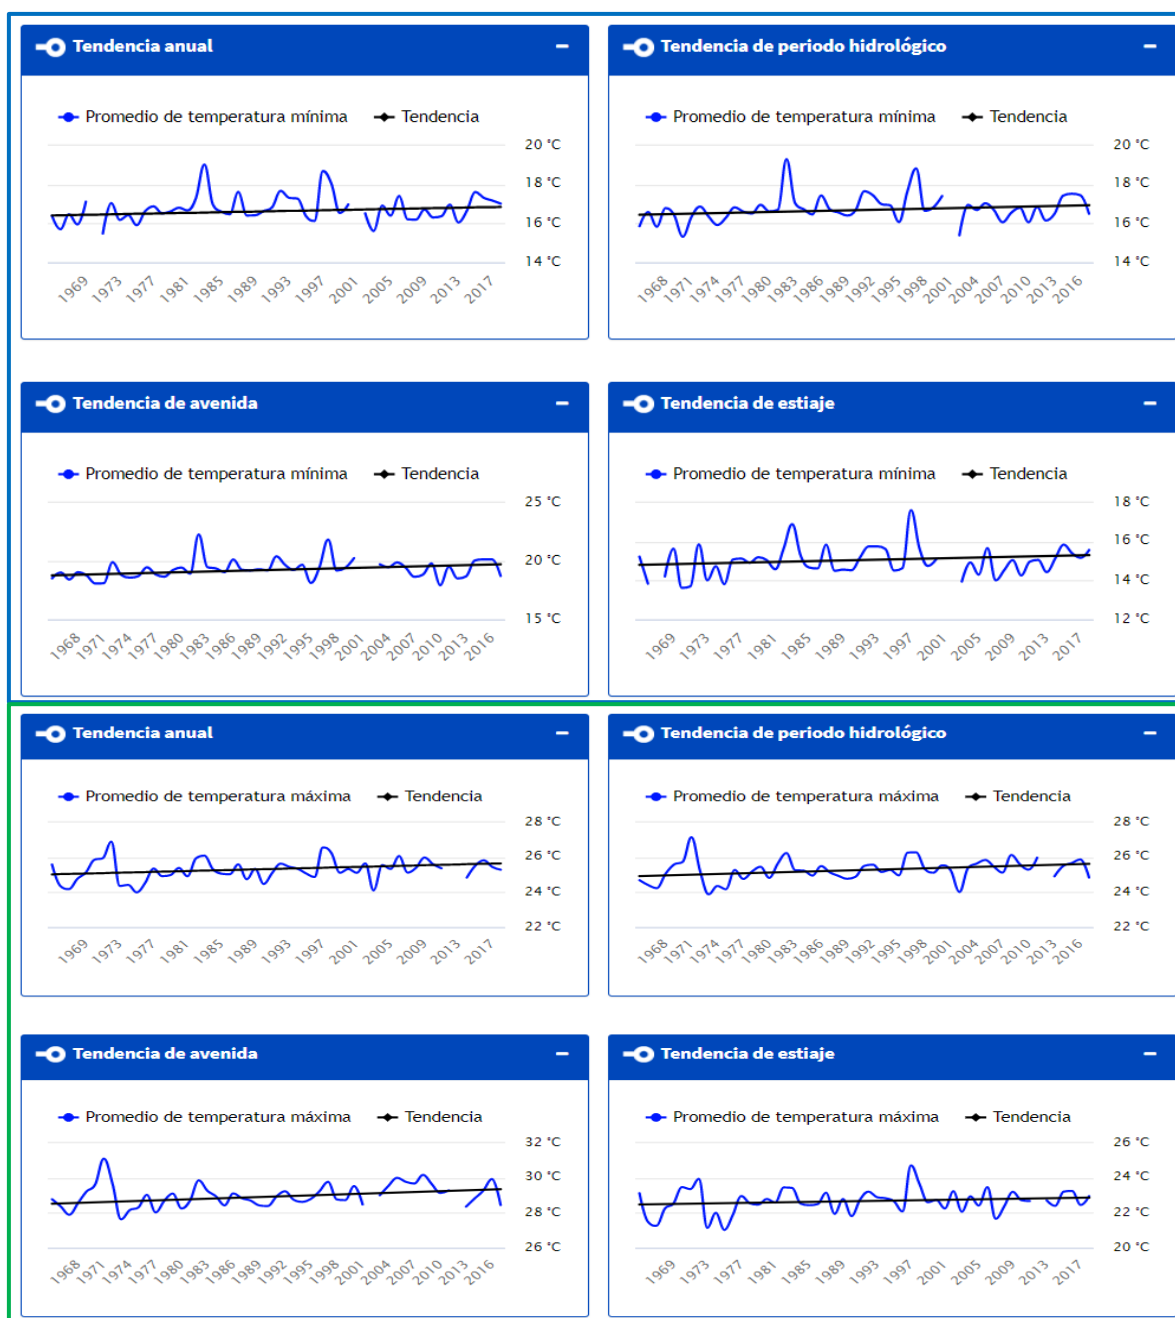 Tendencia anual
Promedio de temperatura mínima Tendencia
20 °C
18 °C
16 °C
14 °C
1969 1973 1977 1981 1985 1989 1993 1997 2001 2005 2009 2013 2017
Tendencia de periodo hidrológico
Promedio de temperatura mínima Tendencia
20 °C
18 °C
16 °C
14 °C
1968 1971 1974 1977 1980 1983 1986 1989 1992 1995 1998 2001 2004 2007 2010 2013 2016
Tendencia de avenida
Promedio de temperatura mínima Tendencia
25 °C
20 °C
15 °C
1968 1971 1974 1977 1980 1983 1986 1989 1992 1995 1998 2001 2004 2007 2010 2013 2016
Tendencia de estiaje
Promedio de temperatura mínima Tendencia
18 °C
16 °C
14 °C
12 °C
1969 1973 1977 1981 1985 1989 1993 1997 2001 2005 2009 2013 2017
Tendencia anual
Promedio de temperatura máxima Tendencia
28 °C
26 °C
24 °C
22 °C
1969 1973 1977 1981 1985 1989 1993 1997 2001 2005 2009 2013 2017
Tendencia de periodo hidrológico
Promedio de temperatura máxima Tendencia
28 °C
26 °C
24 °C
22 °C
1968 1971 1974 1977 1980 1983 1986 1989 1992 1995 1998 2001 2004 2007 2010 2013 2016
Tendencia de avenida
Promedio de temperatura máxima Tendencia
32 °C
30 °C
28 °C
26 °C
1968 1971 1974 1977 1980 1983 1986 1989 1992 1995 1998 2001 2004 2007 2010 2013 2016
Tendencia de estiaje
Promedio de temperatura máxima Tendencia
26 °C
24 °C
22 °C
20 °C
1969 1973 1977 1981 1985 1989 1993 1997 2001 2005 2009 2013 2017